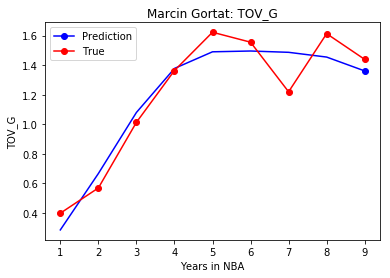 Marcin Gortat: TOV_G
Prediction
True
TOV_G
1.6
1.4
1.2
1.0
0.8
0.6
0.4
1 2 3 4 5 6 7 8 9
Years in NBA